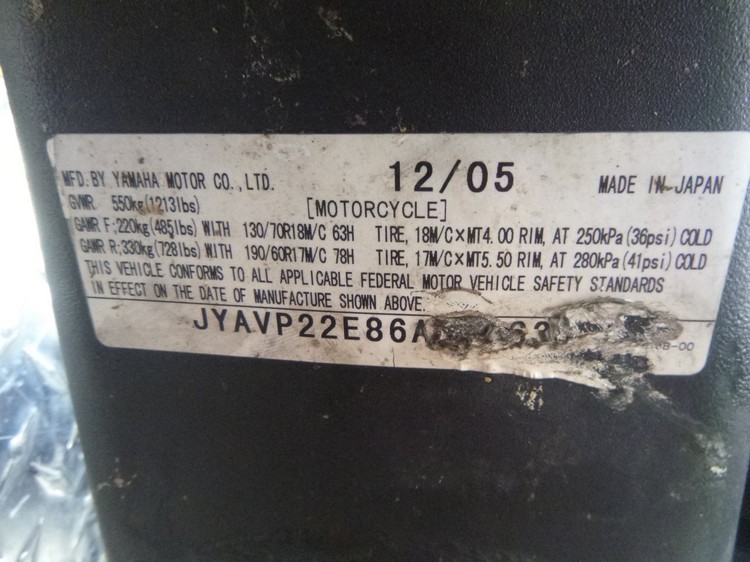 MFD. BY YAMAHA MOTOR CO., LTD. 12/05 MADE IN JAPAN
GVWR 550kg(1213lbs) [MOTORCYCLE]
GAWR F;220kg(485lbs) WITH 130/70R18M/C 63H TIRE, 18M/C×MT4.00 RIM, AT 250kPa(36psi)COLD
GAWR R;330kg(728lbs)WITH 190/60R17M/C 78H TIRE, 17M/C×MT5.50 RIM, AT 280kPa(41psi)COLD
THIS VEHICLE CONFORMS TO ALL APPLICABLE FEDERAL MOTOR VEHICLE SAFETY STANDARDS
IN EFFECT ON THE DATE OF MANUFACTURE SHOWN ABOVE.
JYAVP22E86A